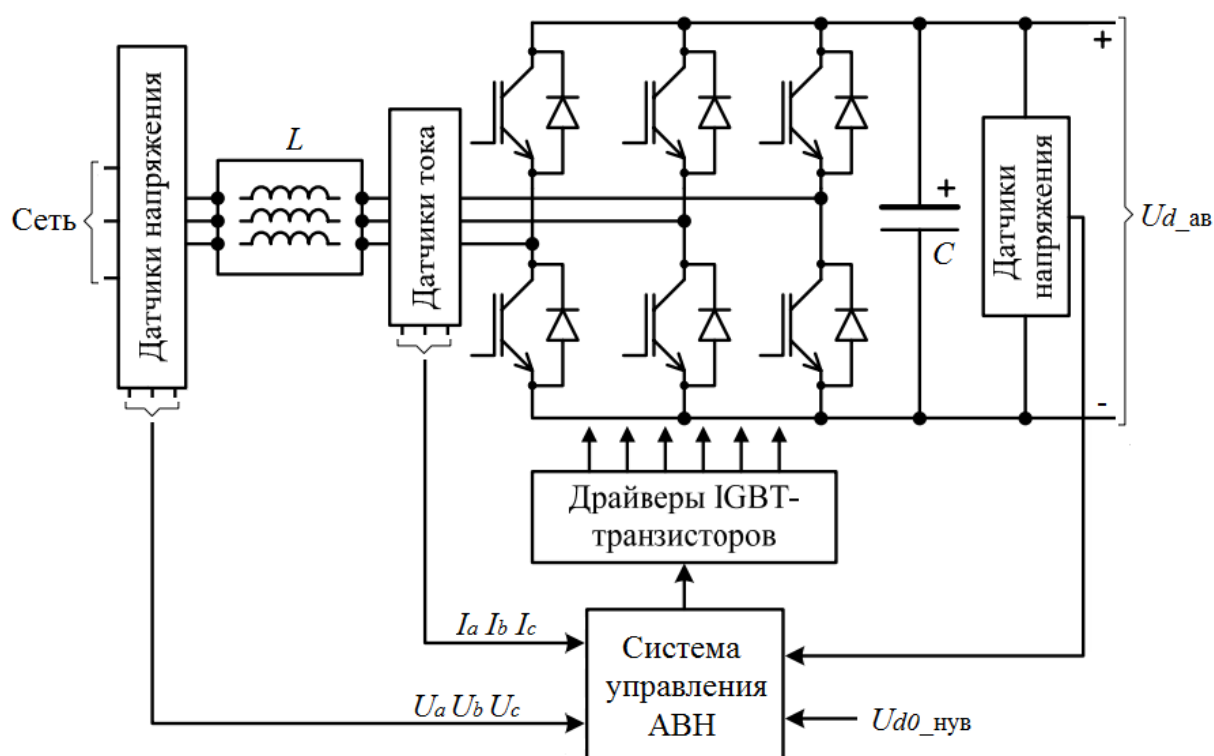 Сеть
Датчики напряжения
L
Датчики тока
+
C
Датчики
напряжения
+
-
Ud_ав
Драйверы IGBT-
транзисторов
Ia Ib Ic
Ua Ub Uc
Система
управления
АВН
Ud0_нув